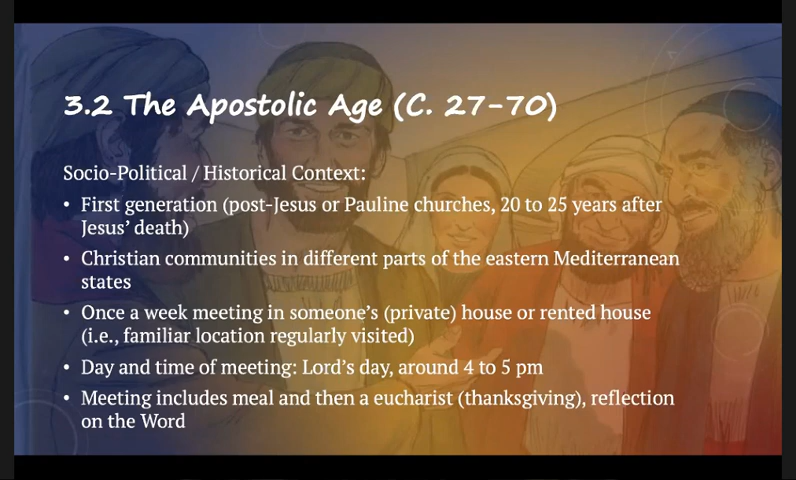 3.2 The Apostolic Age (C. 27-70)
Socio-Political / Historical Context:
• First generation (post-Jesus or Pauline churches, 20 to 25 years after
Jesus’ death)
• Christian communities in different parts of the eastern Mediterranean
states
• Once a week meeting in someone’s (private) house or rented house
(i.e., familiar location regularly visited)
• Day and time of meeting: Lord’s day, around 4 to 5 pm
• Meeting includes meal and then a eucharist (thanksgiving), reflection
on the Word